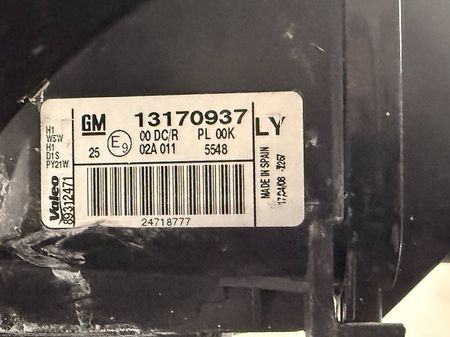 GM 13170937 LY
00 DC/R PL 00K
25 E9 02A 011 5548
24718777
H1
W5W
H1
D1S
PY21W
Valeo
89312471
MADE IN SPAIN